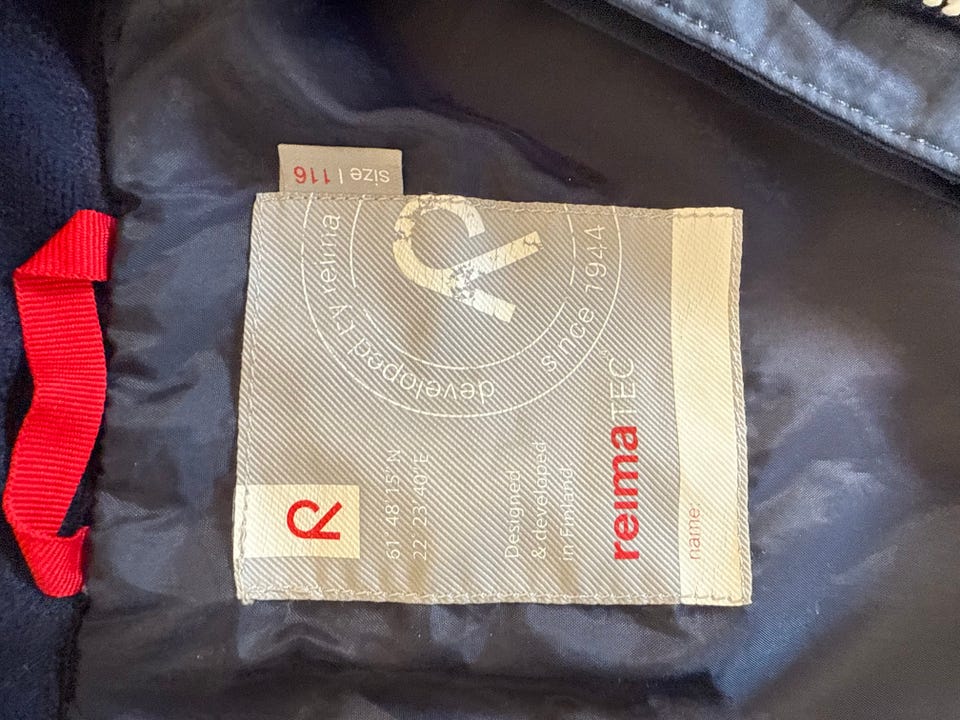 size | 116
developed by reima
since 1944
R
61° 48' 15" N
22° 23' 40" E
Designed
& developed
in Finland
reimaTEC
name: